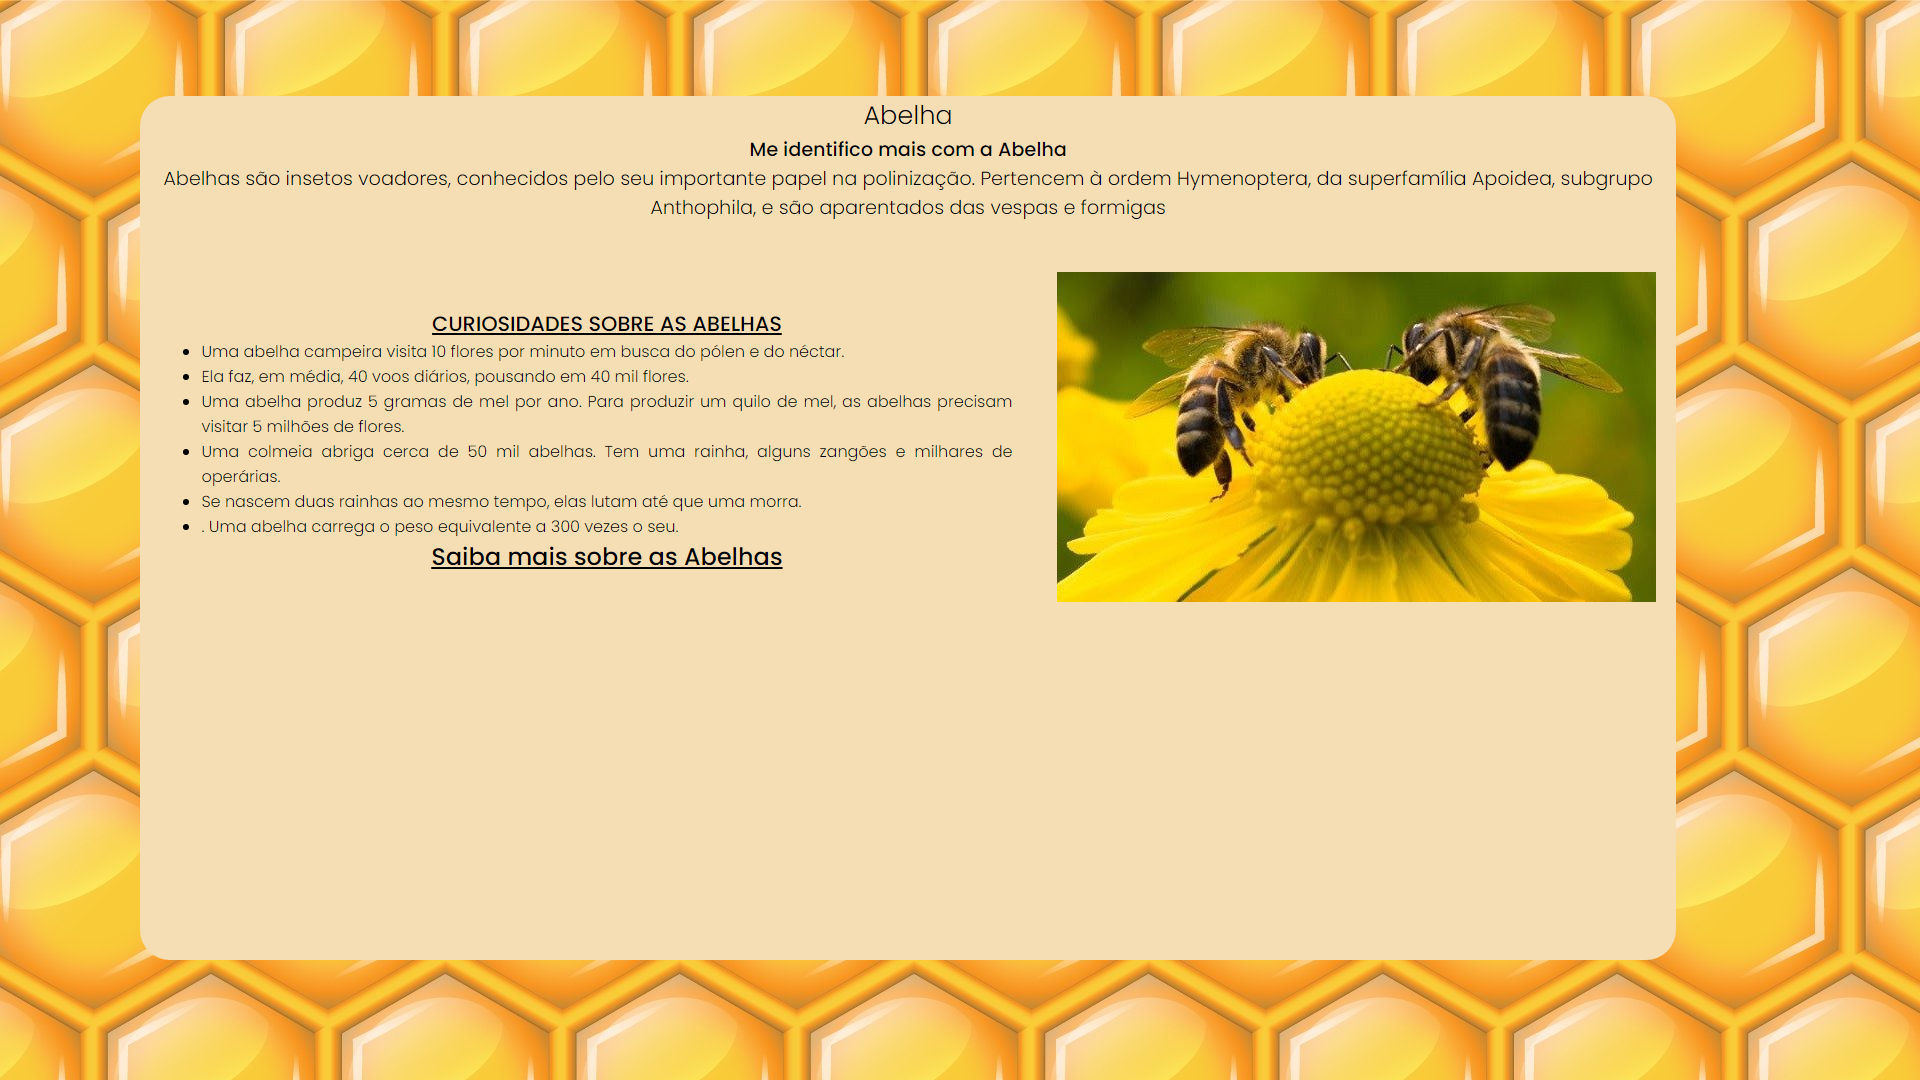 Abelha
Me identifico mais com a Abelha
Abelhas são insetos voadores, conhecidos pelo seu importante papel na polinização. Pertencem à ordem Hymenoptera, da superfamília Apoidea, subgrupo
Anthophila, e são aparentados das vespas e formigas
CURIOSIDADES SOBRE AS ABELHAS
Uma abelha campeira visita 10 flores por minuto em busca do pólen e do néctar.
Ela faz, em média, 40 voos diários, pousando em 40 mil flores.
Uma abelha produz 5 gramas de mel por ano. Para produzir um quilo de mel, as abelhas precisam
visitar 5 milhões de flores.
Uma colmeia abriga cerca de 50 mil abelhas. Tem uma rainha, alguns zangões e milhares de
operárias.
Se nascem duas rainhas ao mesmo tempo, elas lutam até que uma morra.
. Uma abelha carrega o peso equivalente a 300 vezes o seu.
Saiba mais sobre as Abelhas